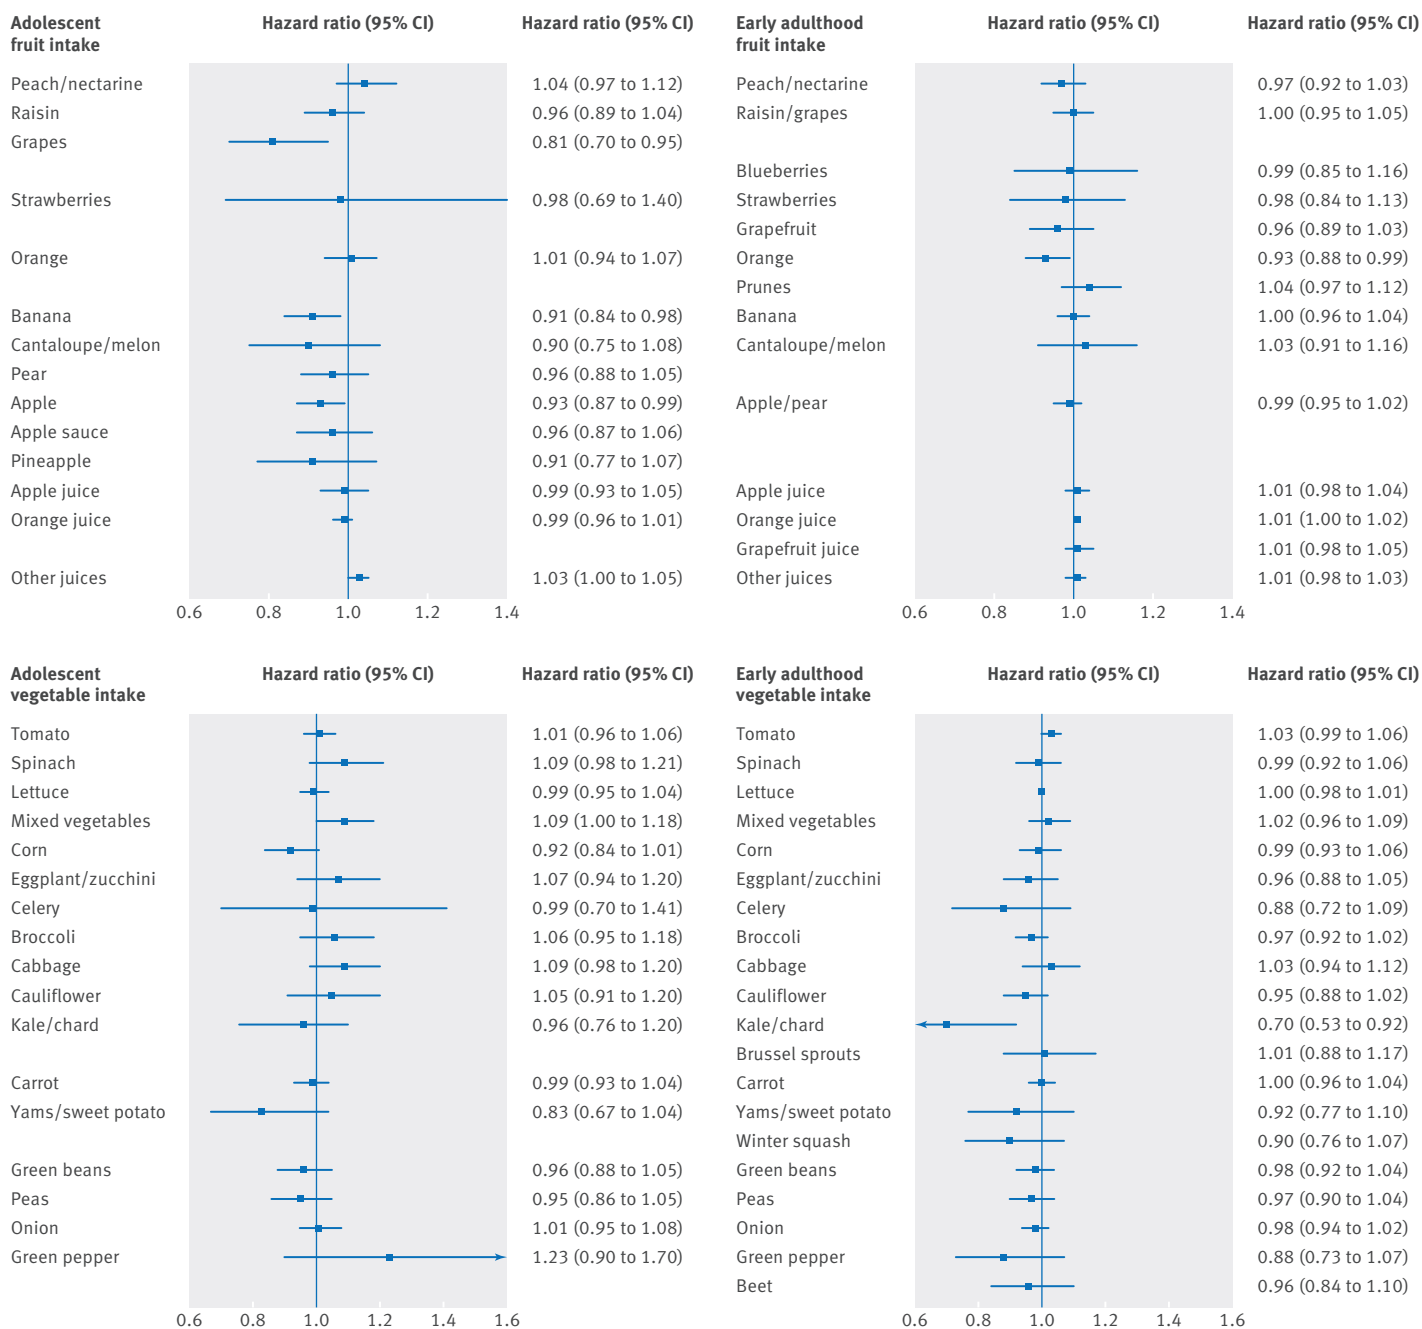 Adolescent
fruit intake
Hazard ratio (95% CI)
Hazard ratio (95% CI)
Peach/nectarine 1.04 (0.97 to 1.12)
Raisin 0.96 (0.89 to 1.04)
Grapes 0.81 (0.70 to 0.95)
Strawberries 0.98 (0.69 to 1.40)
Orange 1.01 (0.94 to 1.07)
Banana 0.91 (0.84 to 0.98)
Cantaloupe/melon 0.90 (0.75 to 1.08)
Pear 0.96 (0.88 to 1.05)
Apple 0.93 (0.87 to 0.99)
Apple sauce 0.96 (0.87 to 1.06)
Pineapple 0.91 (0.77 to 1.07)
Apple juice 0.99 (0.93 to 1.05)
Orange juice 0.99 (0.96 to 1.01)
Other juices 1.03 (1.00 to 1.05)
0.6 0.8 1.0 1.2 1.4
Early adulthood
fruit intake
Hazard ratio (95% CI)
Hazard ratio (95% CI)
Peach/nectarine 0.97 (0.92 to 1.03)
Raisin/grapes 1.00 (0.95 to 1.05)
Blueberries 0.99 (0.85 to 1.16)
Strawberries 0.98 (0.84 to 1.13)
Grapefruit 0.96 (0.89 to 1.03)
Orange 0.93 (0.88 to 0.99)
Prunes 1.04 (0.97 to 1.12)
Banana 1.00 (0.96 to 1.04)
Cantaloupe/melon 1.03 (0.91 to 1.16)
Apple/pear 0.99 (0.95 to 1.02)
Apple juice 1.01 (0.98 to 1.04)
Orange juice 1.01 (1.00 to 1.02)
Grapefruit juice 1.01 (0.98 to 1.05)
Other juices 1.01 (0.98 to 1.03)
0.6 0.8 1.0 1.2 1.4
Adolescent
vegetable intake
Hazard ratio (95% CI)
Hazard ratio (95% CI)
Tomato 1.01 (0.96 to 1.06)
Spinach 1.09 (0.98 to 1.21)
Lettuce 0.99 (0.95 to 1.04)
Mixed vegetables 1.09 (1.00 to 1.18)
Corn 0.92 (0.84 to 1.01)
Eggplant/zucchini 1.07 (0.94 to 1.20)
Celery 0.99 (0.70 to 1.41)
Broccoli 1.06 (0.95 to 1.18)
Cabbage 1.09 (0.98 to 1.20)
Cauliflower 1.05 (0.91 to 1.20)
Kale/chard 0.96 (0.76 to 1.20)
Carrot 0.99 (0.93 to 1.04)
Yams/sweet potato 0.83 (0.67 to 1.04)
Green beans 0.96 (0.88 to 1.05)
Peas 0.95 (0.86 to 1.05)
Onion 1.01 (0.95 to 1.08)
Green pepper 1.23 (0.90 to 1.70)
0.6 0.8 1.0 1.2 1.4 1.6
Early adulthood
vegetable intake
Hazard ratio (95% CI)
Hazard ratio (95% CI)
Tomato 1.03 (0.99 to 1.06)
Spinach 0.99 (0.92 to 1.06)
Lettuce 1.00 (0.98 to 1.01)
Mixed vegetables 1.02 (0.96 to 1.09)
Corn 0.99 (0.93 to 1.06)
Eggplant/zucchini 0.96 (0.88 to 1.05)
Celery 0.88 (0.72 to 1.09)
Broccoli 0.97 (0.92 to 1.02)
Cabbage 1.03 (0.94 to 1.12)
Cauliflower 0.95 (0.88 to 1.02)
Kale/chard 0.70 (0.53 to 0.92)
Brussel sprouts 1.01 (0.88 to 1.17)
Carrot 1.00 (0.96 to 1.04)
Yams/sweet potato 0.92 (0.77 to 1.10)
Winter squash 0.90 (0.76 to 1.07)
Green beans 0.98 (0.92 to 1.04)
Peas 0.97 (0.90 to 1.04)
Onion 0.98 (0.94 to 1.02)
Green pepper 0.88 (0.73 to 1.07)
Beet 0.96 (0.84 to 1.10)
0.6 0.8 1.0 1.2 1.4 1.6